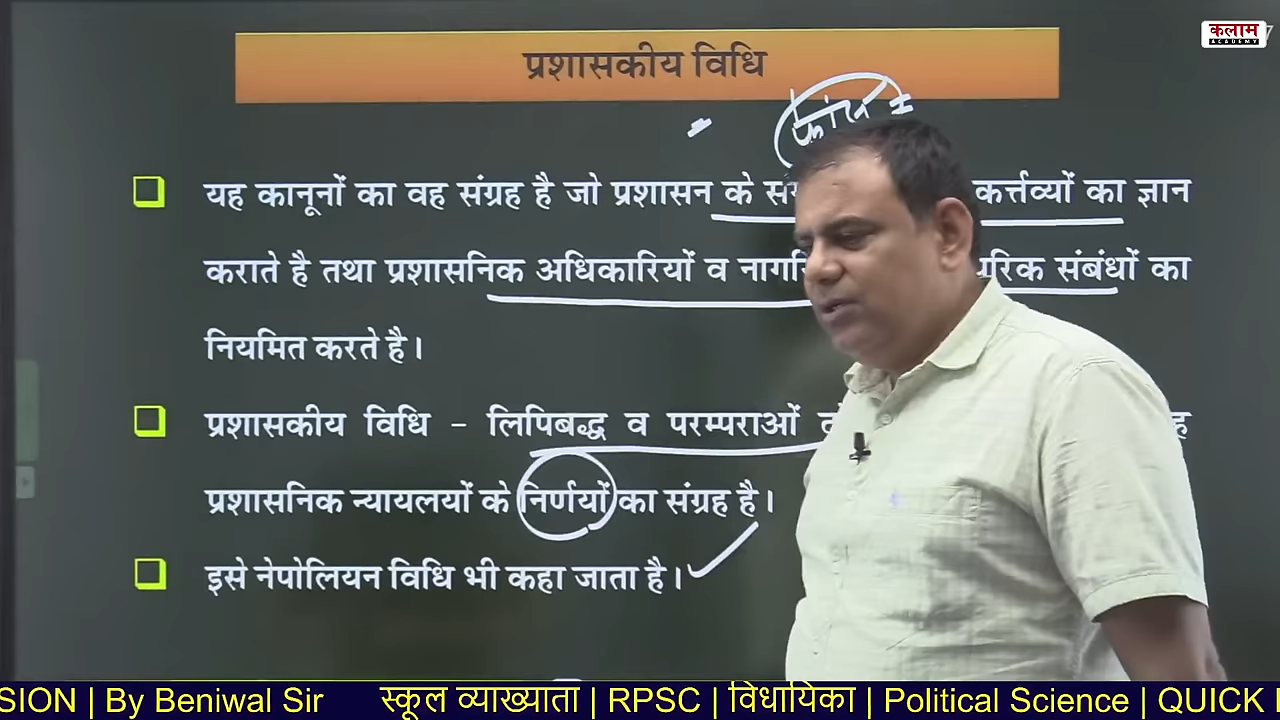 कलाम
ACADEMY
प्रशासकीय विधि
यह कानूनों का वह संग्रह है जो प्रशासन के कर्त्तव्यों का ज्ञान
कराते है तथा प्रशासनिक अधिकारियों व संबंधों का
नियमित करते है।
प्रशासकीय विधि - लिपिबद्ध व परम्पराओं
प्रशासनिक न्यायलयों के निर्णयों का संग्रह है।
इसे नेपोलियन विधि भी कहा जाता है।
SION | By Beniwal Sir स्कूल व्याख्याता | RPSC | विधायिका | Political Science | QUICK